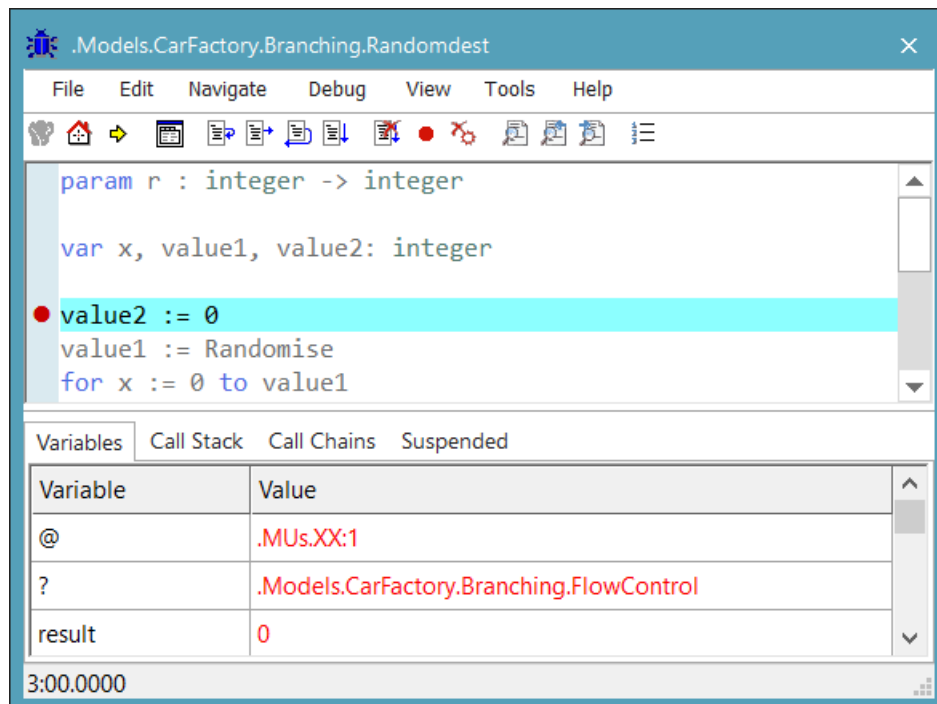 .Models.CarFactory.Branching.Randomdest
File Edit Navigate Debug View Tools Help
param r : integer -> integer
var x, value1, value2: integer
value2 := 0
value1 := Randomise
for x := 0 to value1
Variables Call Stack Call Chains Suspended
Variable Value
@ .MUs.XX:1
? .Models.CarFactory.Branching.FlowControl
result 0
3:00.0000